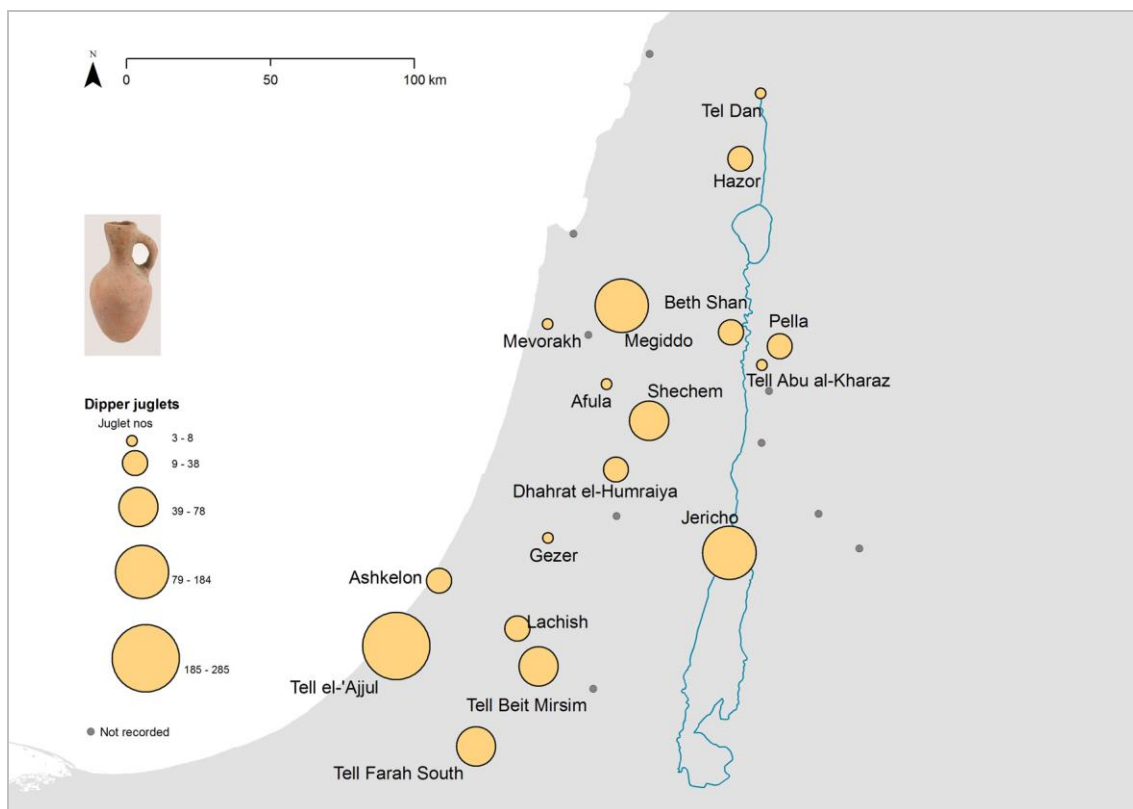 N
0
50
100 km
Tel Dan
Hazor
Beth Shan
Pella
Mevorakh
Megiddo
Tell Abu al-Kharaz
Afula
Shechem
Dipper juglets
Juglet nos
3 - 8
9 - 38
39 - 78
79 - 184
185 - 285
Not recorded
Dhahrat el-Humraiya
Jericho
Gezer
Ashkelon
Lachish
Tell el-'Ajjul
Tell Beit Mirsim
Tell Farah South